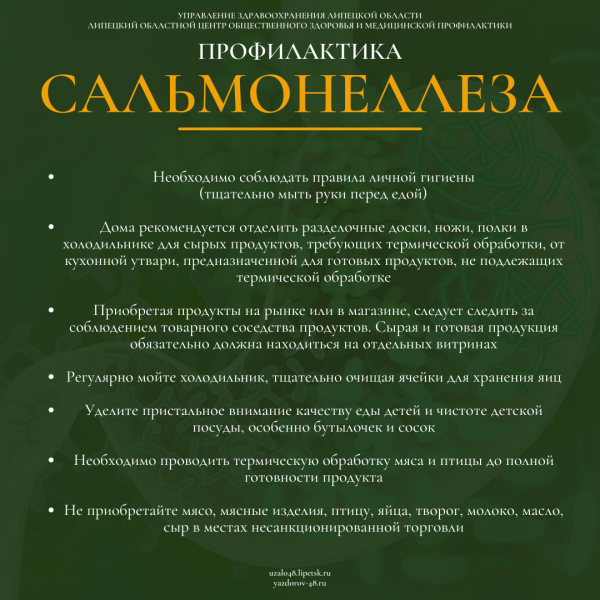 УПРАВЛЕНИЕ ЗДРАВООХРАНЕНИЯ ЛИПЕЦКОЙ ОБЛАСТИ
ЛИПЕЦКИЙ ОБЛАСТНОЙ ЦЕНТР ОБЩЕСТВЕННОГО ЗДОРОВЬЯ И МЕДИЦИНСКОЙ ПРОФИЛАКТИКИ
ПРОФИЛАКТИКА
САЛЬМОНЕЛЛЕЗА
• Необходимо соблюдать правила личной гигиены
(тщательно мыть руки перед едой)
• Дома рекомендуется отделить разделочные доски, ножи, полки в
холодильнике для сырых продуктов, требующих термической обработки, от
кухонной утвари, предназначенной для готовых продуктов, не подлежащих
термической обработке
• Приобретая продукты на рынке или в магазине, следует следить за
соблюдением товарного соседства продуктов. Сырая и готовая продукция
обязательно должна находиться на отдельных витринах
• Регулярно мойте холодильник, тщательно очищая ячейки для хранения яиц
• Уделите пристальное внимание качеству еды детей и чистоте детской
посуды, особенно бутылочек и сосок
• Необходимо проводить термическую обработку мяса и птицы до полной
готовности продукта
• Не приобретайте мясо, мясные изделия, птицу, яйца, творог, молоко, масло,
сыр в местах несанкционированной торговли
uzalo48.lipetsk.ru
yazdorov-48.ru